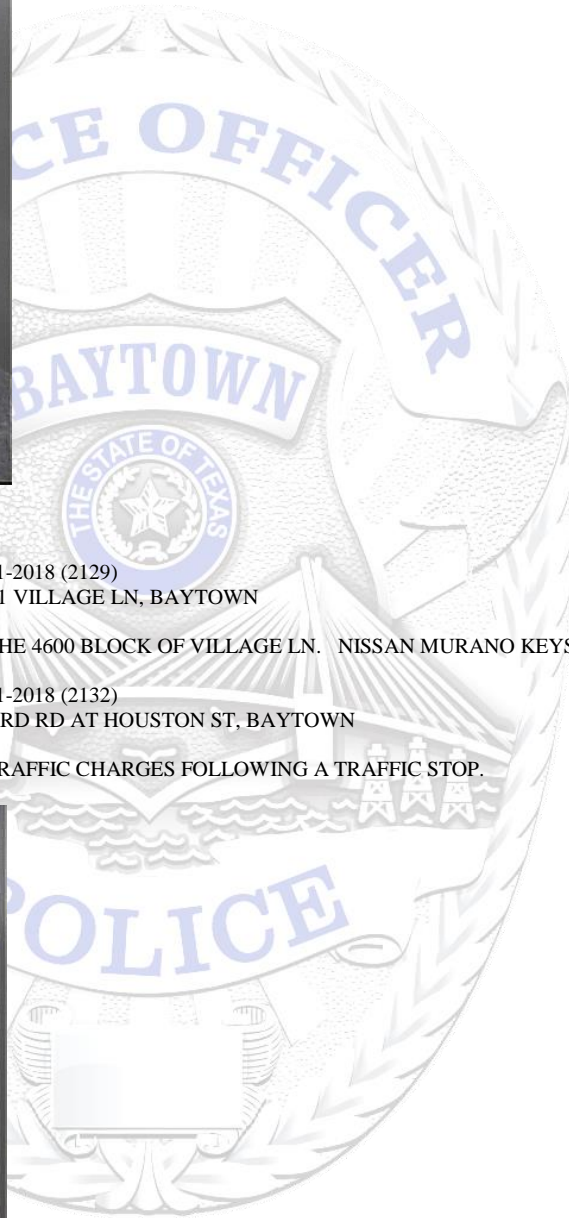 CE OFFICER
BAYTOWN
THE STATE OF TEXAS
1-2018 (2129)
1 VILLAGE LN, BAYTOWN
HE 4600 BLOCK OF VILLAGE LN. NISSAN MURANO KEYS
1-2018 (2132)
RD RD AT HOUSTON ST, BAYTOWN
RAFFIC CHARGES FOLLOWING A TRAFFIC STOP.
POLICE